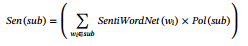 Sen(sub) = ( ∑ SentiWordNet(wᵢ) × Pol(sub) )
wᵢ∈sub